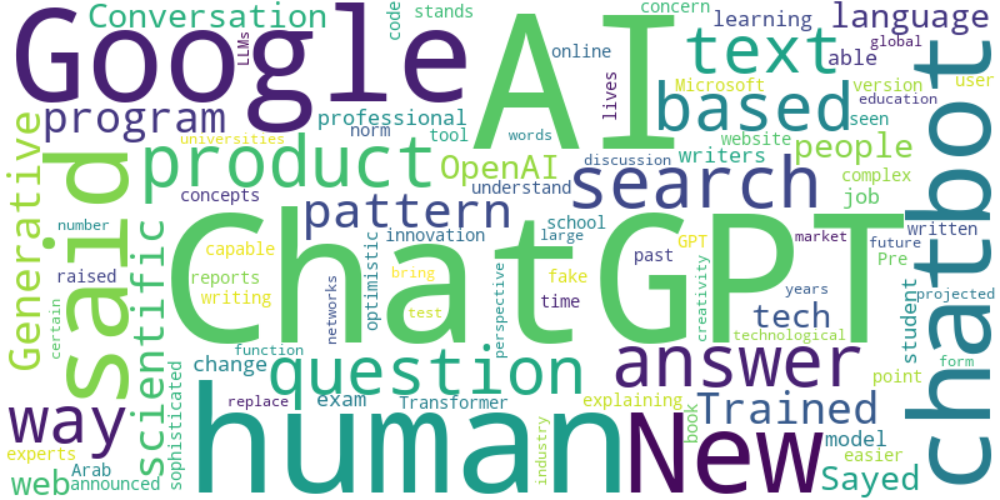 Conversation
Google
LLMs
code
stands
concern
AI
online
lives
learning
language
able
global
text
Microsoft
version
user
education
based
seen
program
professional
norm
tool
words
universities
Generative
said
product
OpenAI
discussion
website
writers
people
complex
job
chatbot
concepts
understand
search
pattern
school
innovation
large
number
scientific
capable
ChatGPT
GPT
market
written
past
future
Pre
raised
reports
writing
optimistic
networks
bring
test
fake
time
perspective
creativity
years
tech
technological
student
projected
form
certain
function
change
question
answer
point
sophisticated
replace
exam
Transformer
explaining
Trained
way
human
New
book
model
easier
experts
Arab
web
announced
industry
Sayed